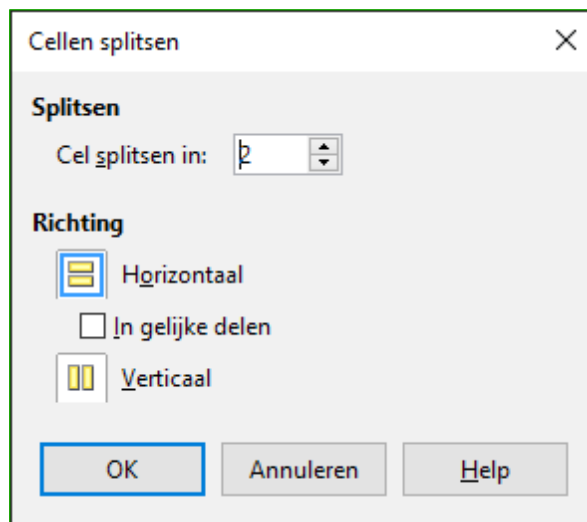 Cellen splitsen
Splitsen
Cel splitsen in: 2
Richting
Horizontaal
In gelijke delen
Verticaal
OK Annuleren Help